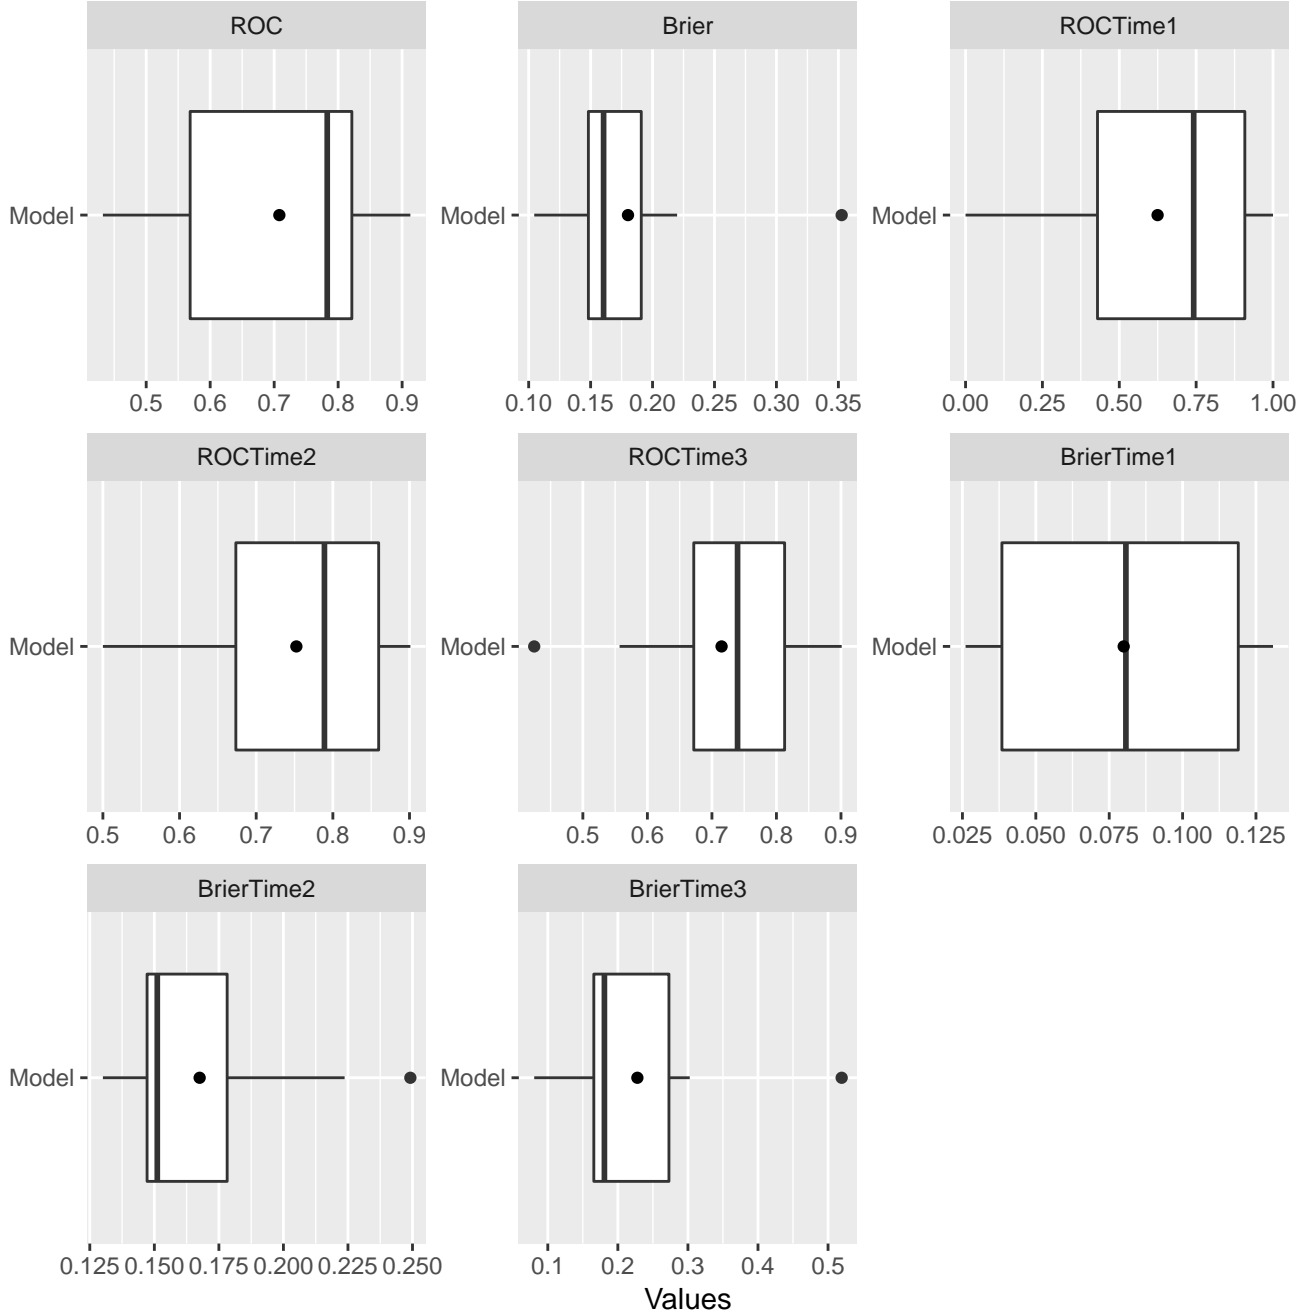 ROC Brier ROCTime1
Model Model Model
0.5 0.6 0.7 0.8 0.9 0.10 0.15 0.20 0.25 0.30 0.35 0.00 0.25 0.50 0.75 1.00
ROCTime2 ROCTime3 BrierTime1
Model Model Model
0.5 0.6 0.7 0.8 0.9 0.5 0.6 0.7 0.8 0.9 0.025 0.050 0.075 0.100 0.125
BrierTime2 BrierTime3
Model Model
0.125 0.150 0.175 0.200 0.225 0.250 0.1 0.2 0.3 0.4 0.5
Values